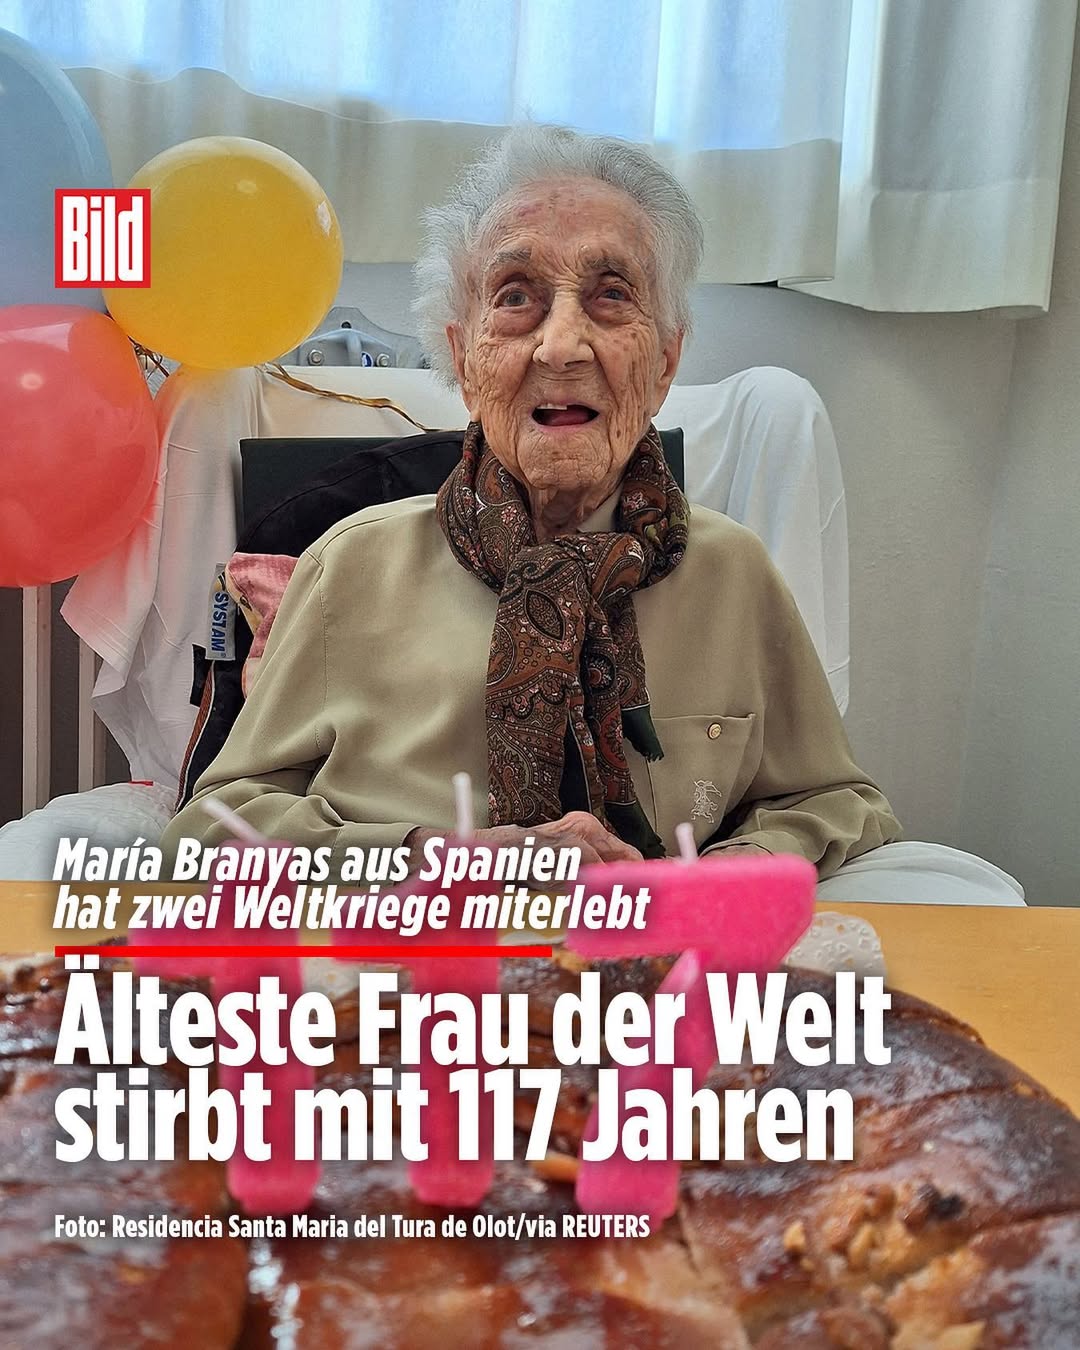 Bild
SYSTAM
María Branyas aus Spanien
hat zwei Weltkriege miterlebt
117
Älteste Frau der Welt
stirbt mit 117 Jahren
Foto: Residencia Santa Maria del Tura de Olot/via REUTERS